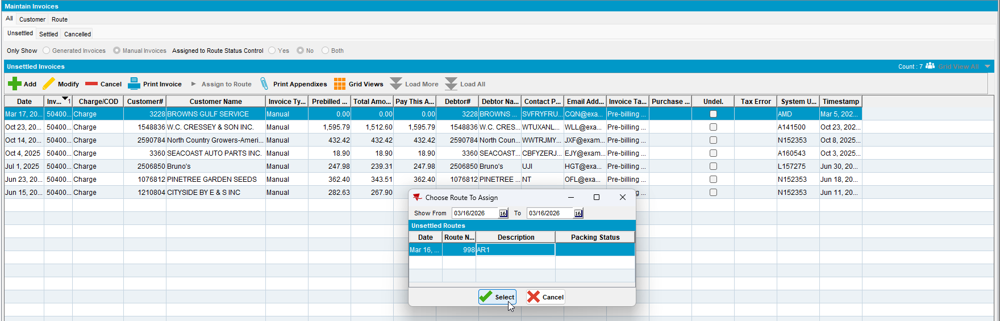 Maintain Invoices
All Customer Route
Unsettled Settled Cancelled
Only Show Generated Invoices Manual Invoices Assigned to Route Status Control Yes No Both
Unsettled Invoices Count : 7 Grid View All
Add Modify Cancel Print Invoice Assign to Route Print Appendixes Grid Views Load More Load All
Date Inv... 1 Charge/COD Customer# Customer Name Invoice Ty... Prebilled ... Total Amo... Pay This A... Debtor# Debtor Na... Contact P... Email Add... Invoice Ta... Purchase ... Undel. Tax Error System U... Timestamp
Mar 17, 20... 50400... Charge 3228 BROWNS GULF SERVICE Manual 0.00 0.00 0.00 3228 BROWNS ... SVFRYFRU... CQN@exa... Pre-billing ... AMD Mar 5, 202...
Oct 23, 20... 50400... Charge 1548836 W.C. CRESSEY & SON INC. Manual 1,595.79 1,512.60 1,595.79 1548836 W.C. CRES... WTUXANL... WLL@exa... Pre-billing ... A141500 Oct 23, 202...
Oct 14, 20... 50400... Charge 2590784 North Country Growers-Ameri... Manual 432.42 432.42 432.42 2590784 North Coun... WWTRJMY... JXF@exam... Pre-billing ... N152353 Oct 8, 2025...
Oct 4, 2025 50400... Charge 3360 SEACOAST AUTO PARTS INC. Manual 18.90 18.90 18.90 3360 SEACOAST... CBFYZERJ... EJY@exam... Pre-billing ... A160543 Oct 3, 2025...
Jul 1, 2025 50400... Charge 2506850 Bruno's Manual 247.98 239.31 247.98 2506850 Bruno's UJI HGT@exa... Pre-billing ... L157275 Jun 30, 20...
Jun 23, 20... 50400... Charge 1076812 PINETREE GARDEN SEEDS Manual 362.40 343.51 362.40 1076812 PINETREE ... NT OFL@exa... Pre-billing ... N152353 Jun 18, 20...
Jun 15, 20... 50400... Charge 1210804 CITYSIDE BY E & S INC Manual 282.63 267.90 N152353 Jun 11, 20...
Choose Route To Assign
Show From 03/16/2026 16 To 03/16/2026 16
Unsettled Routes
Date Route N... Description Packing Status
Mar 16, ... 998 AR1
Select Cancel